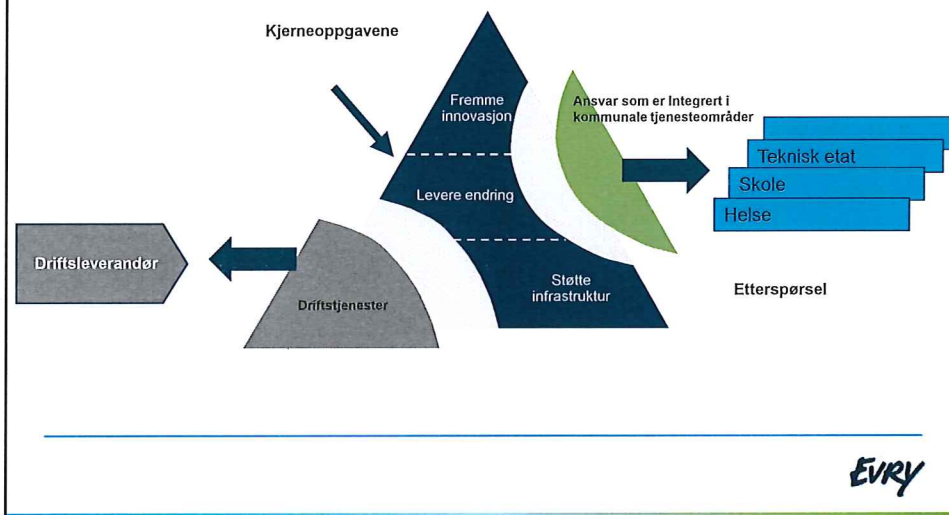 Kjerneoppgavene
Fremme
innovasjon
Ansvar som er Integrert i
kommunale tjenesteområder
Teknisk etat
Levere endring
Skole
Helse
Driftsleverandør
Støtte
infrastruktur
Etterspørsel
Driftstjenester
EVRY